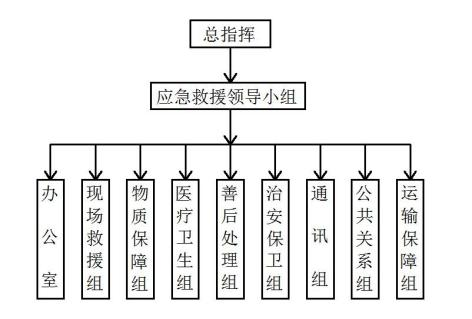 总指挥
应急救援领导小组
办公室
现场救援组
物质保障组
医疗卫生组
善后处理组
治安保卫组
通讯组
公共关系组
运输保障组